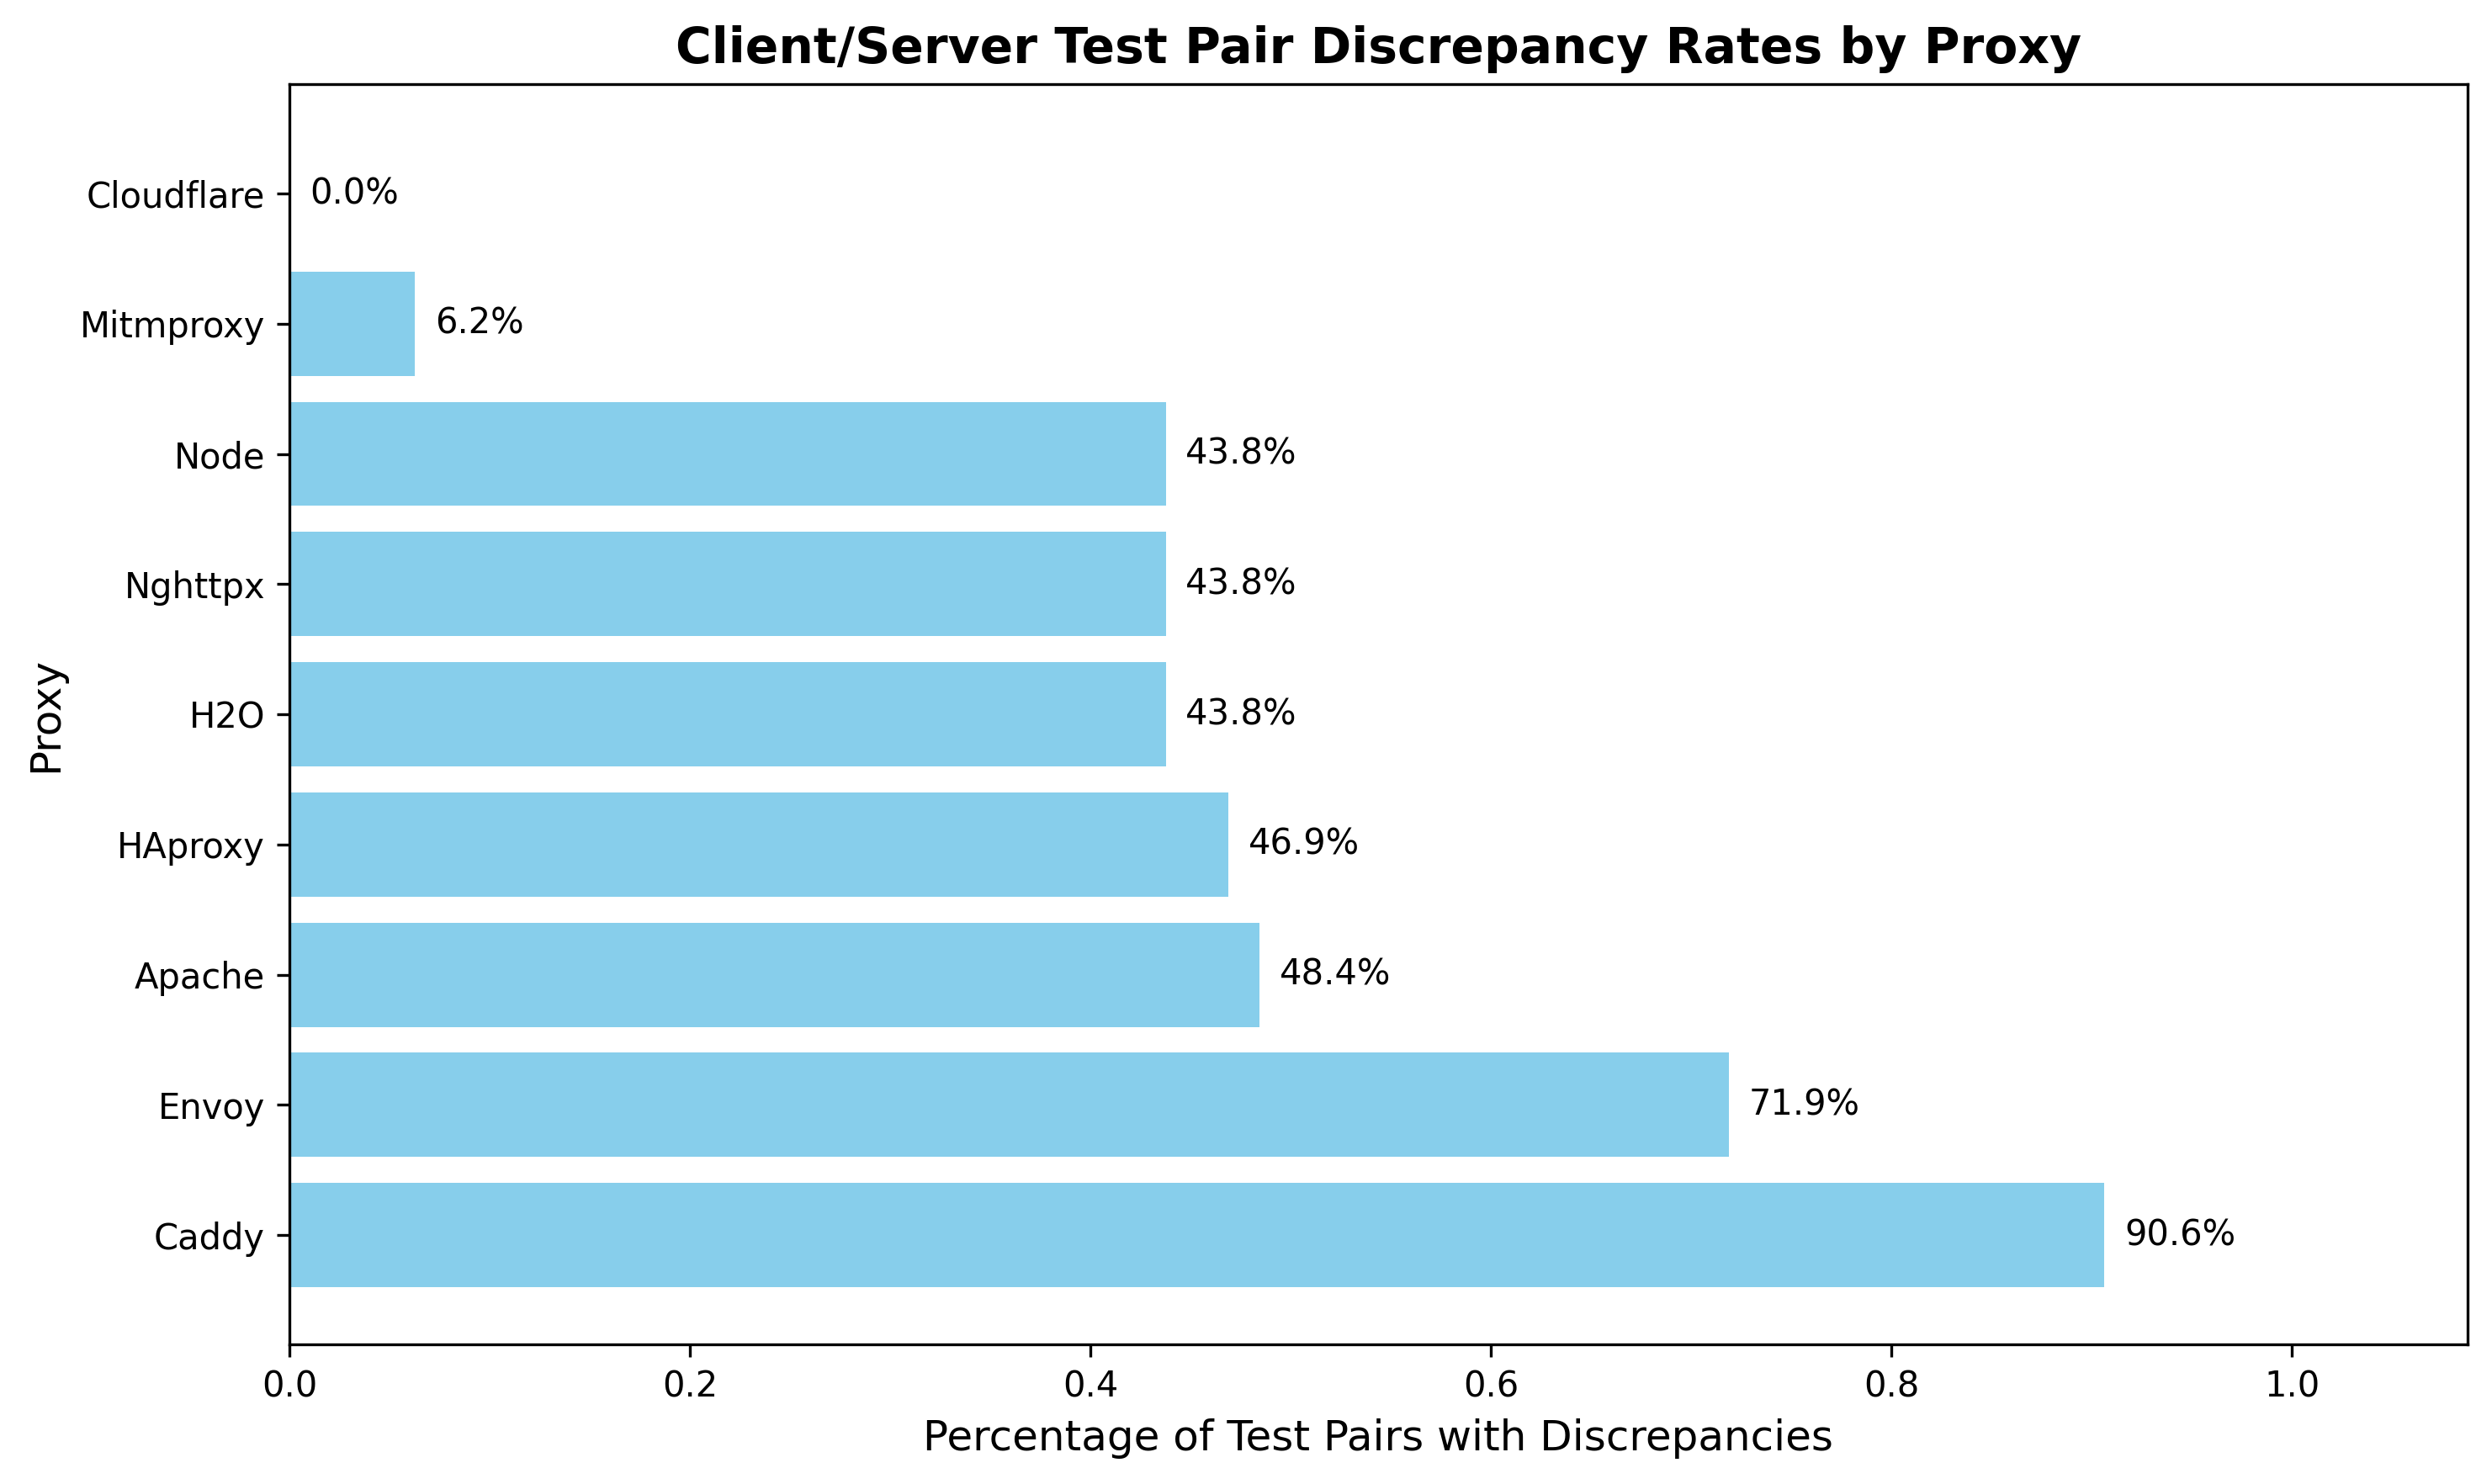 Client/Server Test Pair Discrepancy Rates by Proxy
Proxy
Cloudflare 0.0%
Mitmproxy 6.2%
Node 43.8%
Nghttpx 43.8%
H2O 43.8%
HAproxy 46.9%
Apache 48.4%
Envoy 71.9%
Caddy 90.6%
0.0 0.2 0.4 0.6 0.8 1.0
Percentage of Test Pairs with Discrepancies